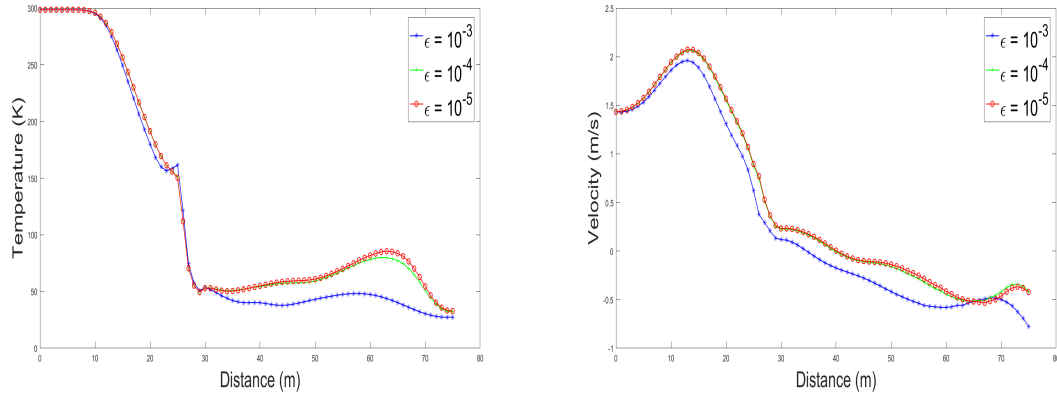 300
250
200
150
100
50
0
0 10 20 30 40 50 60 70 80
Temperature (K)
Distance (m)
ϵ = 10-3
ϵ = 10-4
ϵ = 10-5
2.5
2
1.5
1
0.5
0
-0.5
-1
0 10 20 30 40 50 60 70 80
Velocity (m/s)
Distance (m)
ϵ = 10-3
ϵ = 10-4
ϵ = 10-5